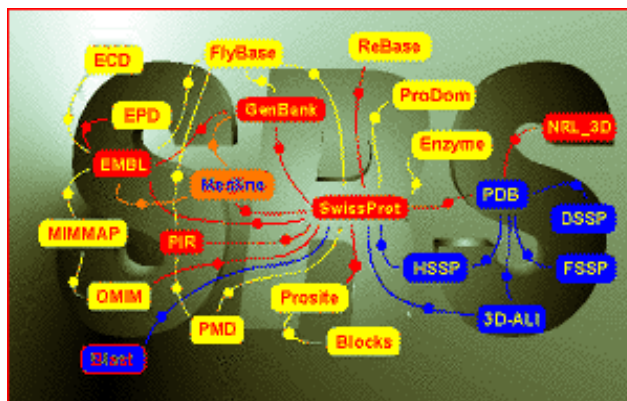 SRS
ECD
FlyBase
ReBase
EPD
GenBank
ProDom
NRL_3D
Enzyme
EMBL
Medline
PDB
SwissProt
DSSP
MIMMAP
PIR
HSSP
FSSP
OMIM
Prosite
3D-ALI
PMD
Blocks
Blast